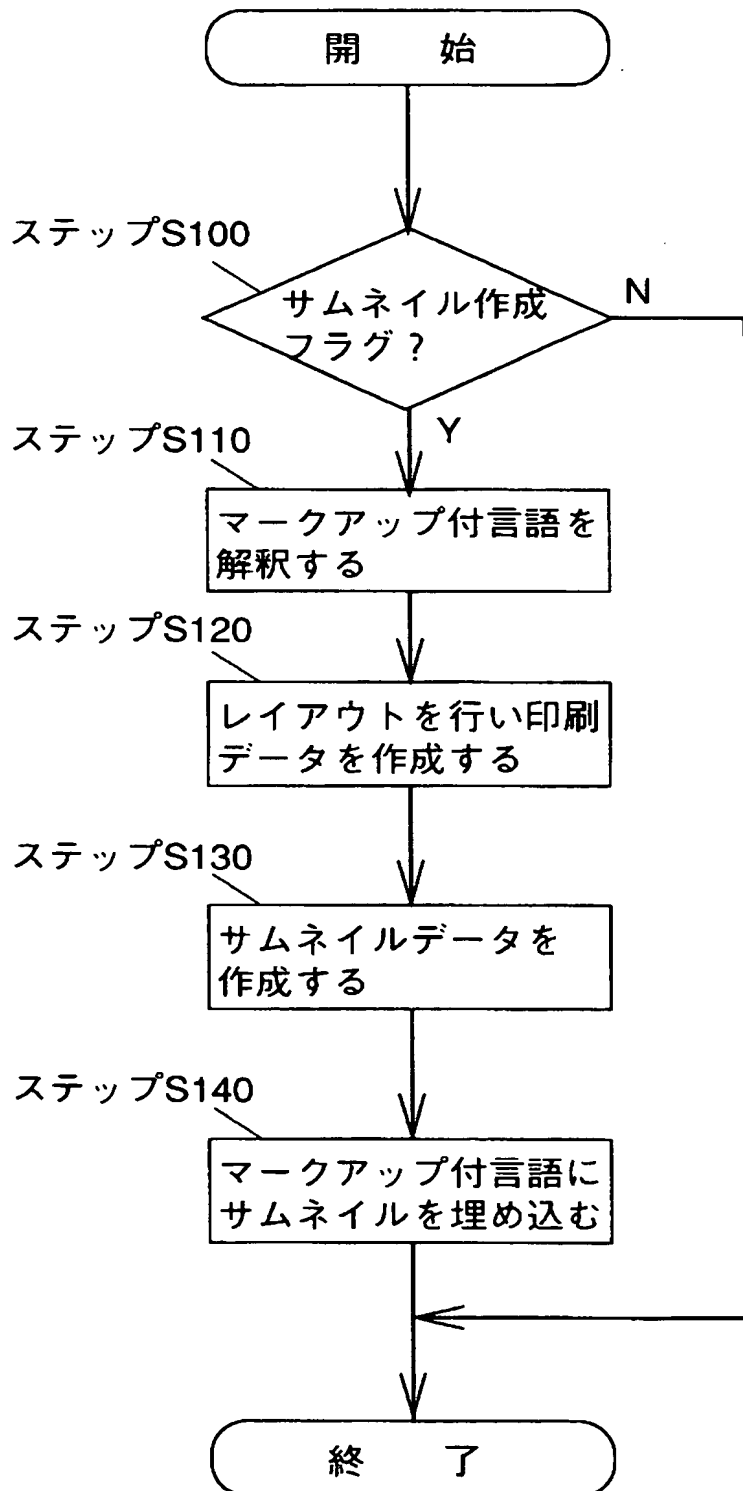 開 始
ステップS100
サムネイル作成
フラグ?
N
Y
ステップS110
マークアップ付言語を
解釈する
ステップS120
レイアウトを行い印刷
データを作成する
ステップS130
サムネイルデータを
作成する
ステップS140
マークアップ付言語に
サムネイルを埋め込む
終 了